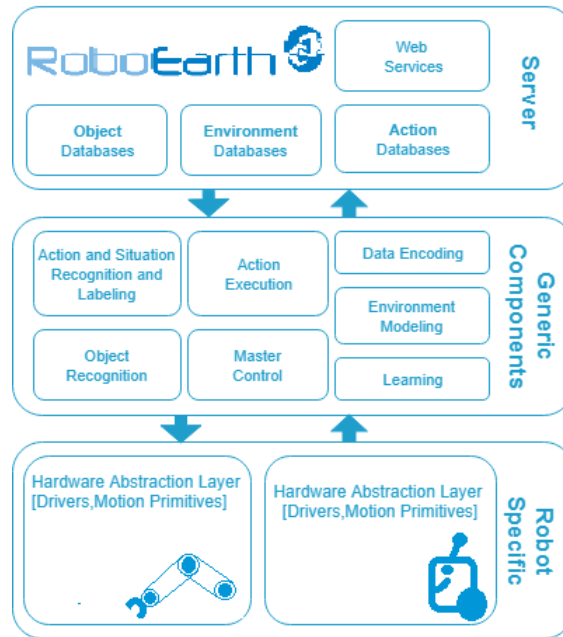 RoboEarth
Web
Services
Server
Object
Databases
Environment
Databases
Action
Databases
Action and Situation
Recognition and
Labeling
Action
Execution
Data Encoding
Environment
Modeling
Object
Recognition
Master
Control
Learning
Generic
Components
Hardware Abstraction Layer
[Drivers,Motion Primitives]
Hardware Abstraction Layer
[Drivers,Motion Primitives]
Robot
Specific